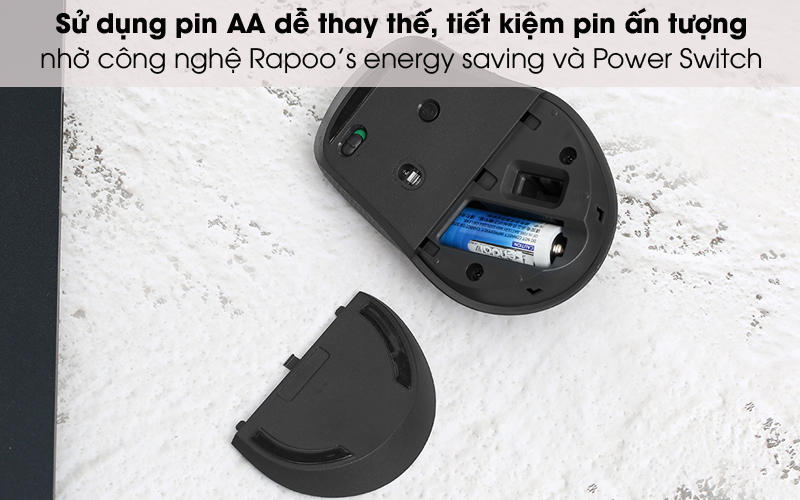 Sử dụng pin AA dễ thay thế, tiết kiệm pin ấn tượng
nhờ công nghệ Rapoo's energy saving và Power Switch
CAUTION